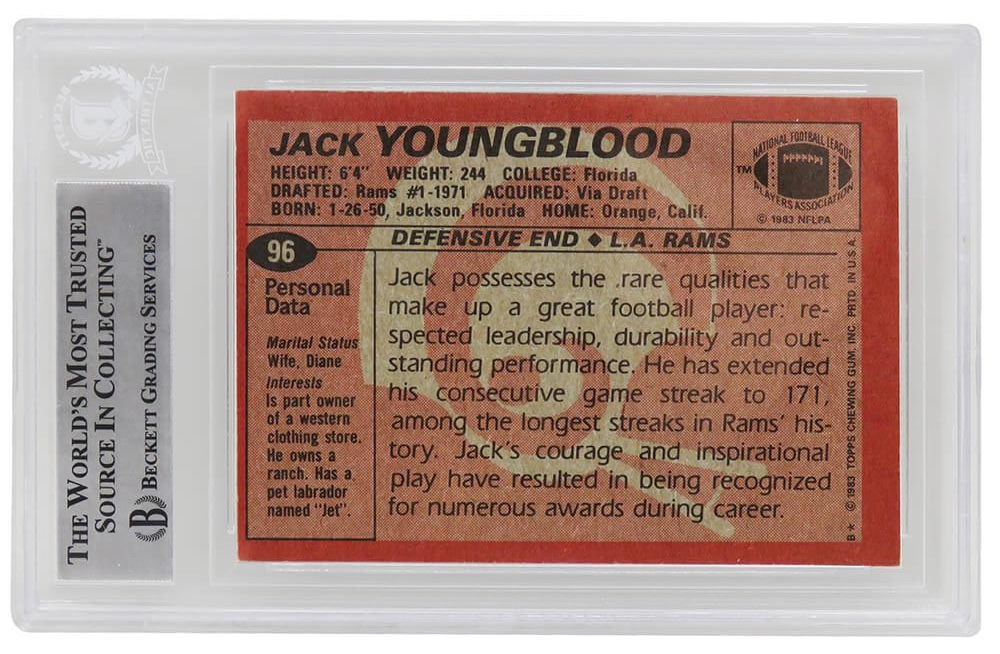 THE WORLD'S MOST TRUSTED
SOURCE IN COLLECTING™
B BECKETT GRADING SERVICES
JACK YOUNGBLOOD
HEIGHT: 6'4" WEIGHT: 244 COLLEGE: Florida
DRAFTED: Rams #1-1971 ACQUIRED: Via Draft
BORN: 1-26-50, Jackson, Florida HOME: Orange, Calif.
NATIONAL FOOTBALL LEAGUE
PLAYERS ASSOCIATION
TM
© 1983 NFLPA
DEFENSIVE END ♦ L.A. RAMS
96
Personal
Data
Marital Status
Wife, Diane
Interests
Is part owner
of a western
clothing store.
He owns a
ranch. Has a
pet labrador
named "Jet".
Jack possesses the rare qualities that
make up a great football player: re-
spected leadership, durability and out-
standing performance. He has extended
his consecutive game streak to 171,
among the longest streaks in Rams' his-
tory. Jack's courage and inspirational
play have resulted in being recognized
for numerous awards during career.
B★ © 1983 TOPPS CHEWING GUM, INC. PRTD. IN U.S.A.